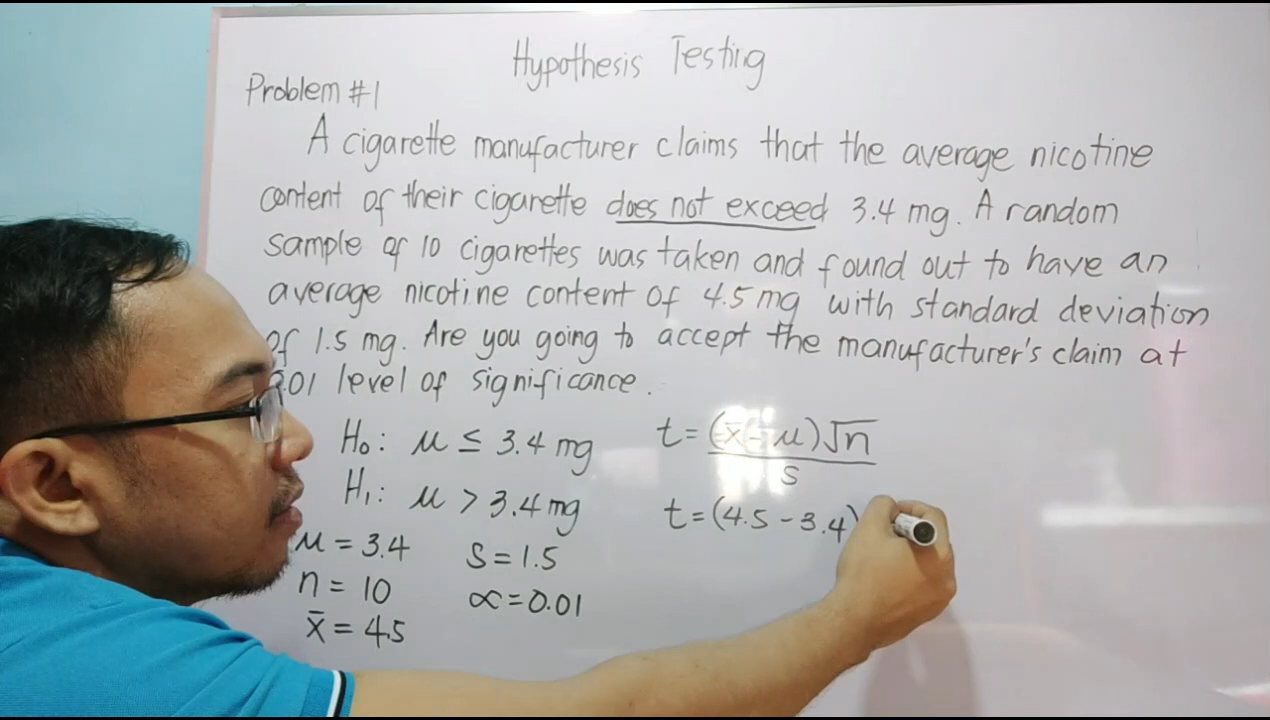 Hypothesis Testing
Problem #1
A cigarette manufacturer claims that the average nicotine
content of their cigarette does not exceed 3.4 mg. A random
sample of 10 cigarettes was taken and found out to have an
average nicotine content of 4.5 mg with standard deviation
of 1.5 mg. Are you going to accept the manufacturer's claim at
.01 level of significance.
H₀: μ ≤ 3.4 mg
H₁: μ > 3.4 mg
μ = 3.4
n = 10
x̄ = 4.5
S = 1.5
∝ = 0.01
t = (x̄ - μ)√n
s
t = (4.5 - 3.4)